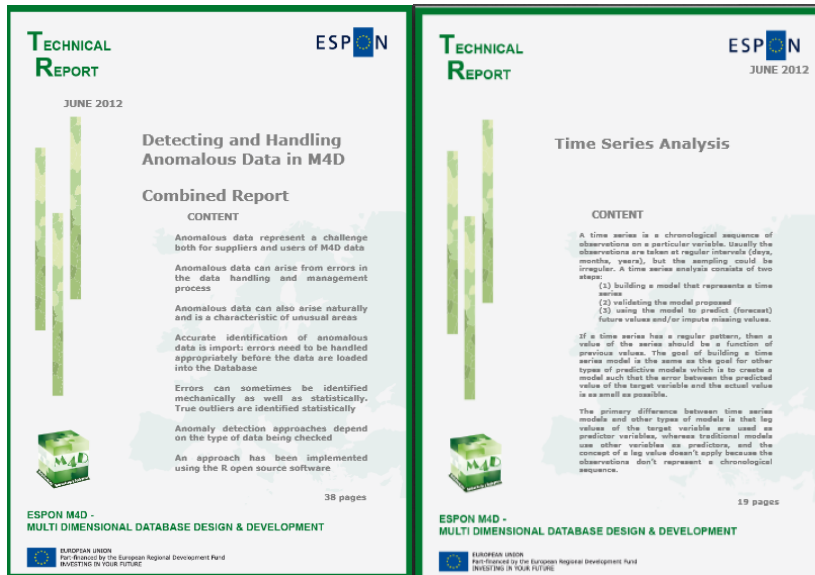 TECHNICAL
REPORT
ESPON
JUNE 2012
Detecting and Handling
Anomalous Data in M4D
Combined Report
CONTENT
Anomalous data represent a challenge
both for suppliers and users of M4D data
Anomalous data can arise from errors in
the data handling and management
process
Anomalous data can also arise naturally
and is a characteristic of unusual areas
Accurate identification of anomalous
data is import: errors need to be handled
appropriately before the data are loaded
into the Database
Errors can sometimes be identified
mechanically as well as statistically.
True outliers are identified statistically
Anomaly detection approaches depend
on the type of data being checked
An approach has been implemented
using the R open source software
38 pages
M4D
ESPON M4D -
MULTI DIMENSIONAL DATABASE DESIGN & DEVELOPMENT
EUROPEAN UNION
Part-financed by the European Regional Development Fund
INVESTING IN YOUR FUTURE
TECHNICAL
REPORT
ESPON
JUNE 2012
Time Series Analysis
CONTENT
A time series is a chronological sequence of
observations on a particular variable. Usually the
observations are taken at regular intervals (days,
months, years), but the sampling could be
irregular. A time series analysis consists of two
steps:
(1) building a model that represents a time
series
(2) validating the model proposed
(3) using the model to predict (forecast)
future values and/or impute missing values.
If a time series has a regular pattern, then a
value of the series should be a function of
previous values. The goal of building a time
series model is the same as the goal for other
types of predictive models which is to create a
model such that the error between the predicted
value of the target variable and the actual value
is as small as possible.
The primary difference between time series
models and other types of models is that lag
values of the target variable are used as
predictor variables, whereas traditional models
use other variables as predictors, and the
concept of a lag value doesn't apply because the
observations don't represent a chronological
sequence.
19 pages
M4D
ESPON M4D -
MULTI DIMENSIONAL DATABASE DESIGN & DEVELOPMENT
EUROPEAN UNION
Part-financed by the European Regional Development Fund
INVESTING IN YOUR FUTURE